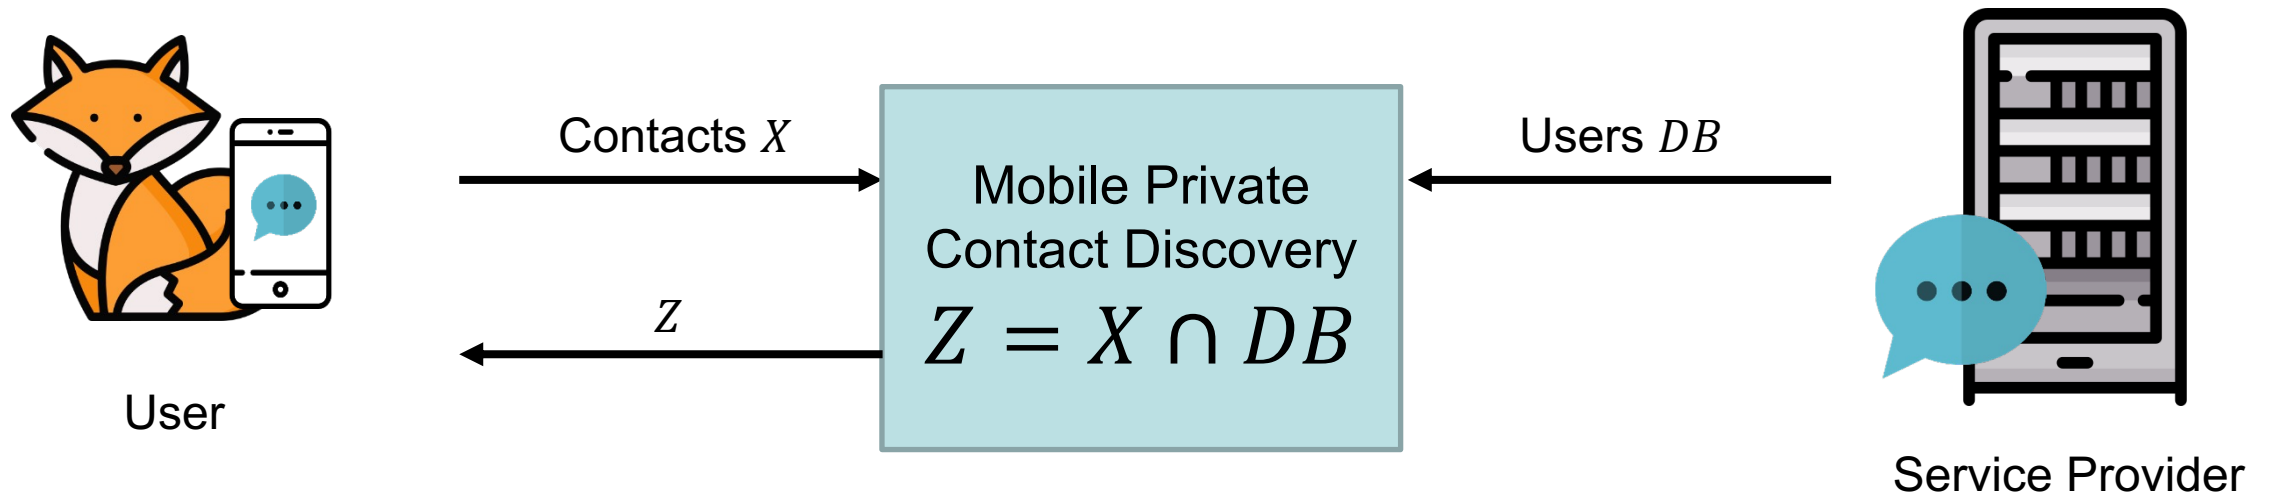 Contacts X
Users DB
Mobile Private
Contact Discovery
Z = X ∩ DB
Z
User
Service Provider